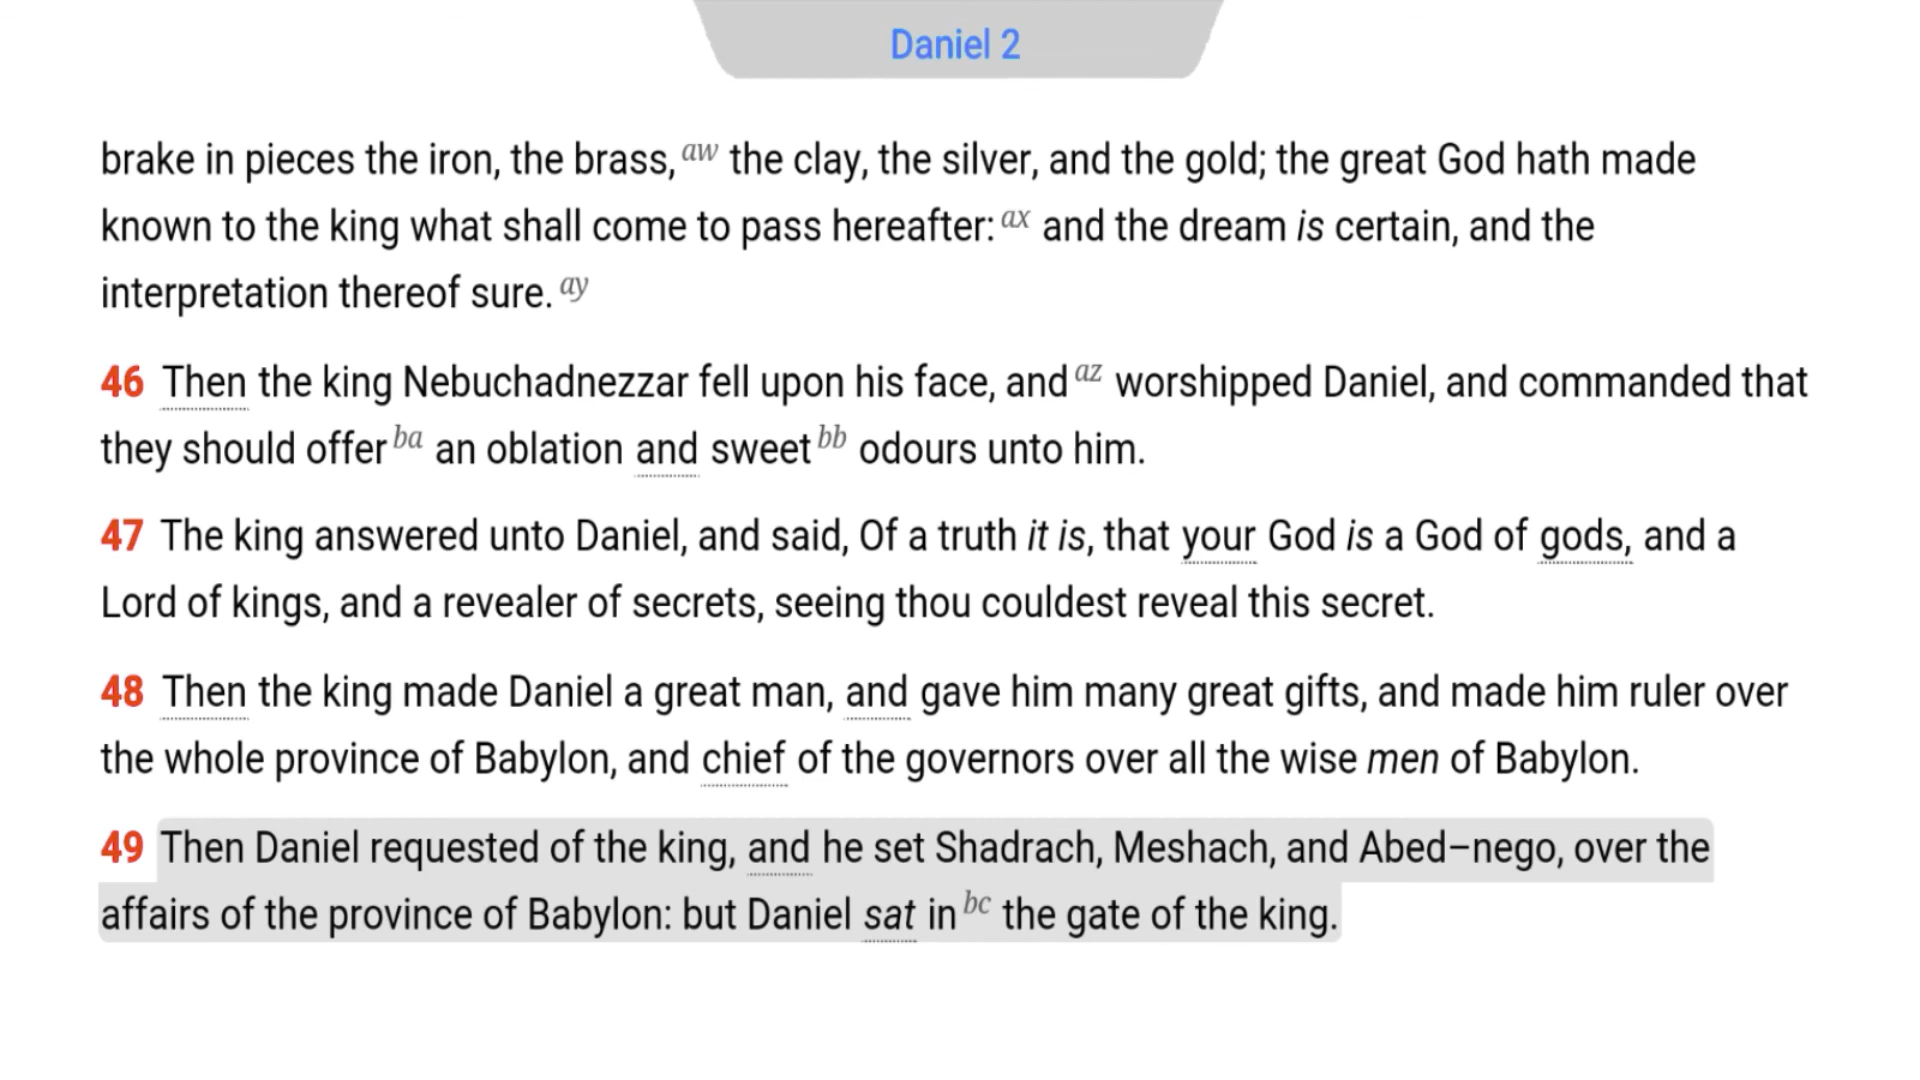 Daniel 2
brake in pieces the iron, the brass, aw the clay, the silver, and the gold; the great God hath made
known to the king what shall come to pass hereafter: ax and the dream is certain, and the
interpretation thereof sure. ay
46 Then the king Nebuchadnezzar fell upon his face, and az worshipped Daniel, and commanded that
they should offer ba an oblation and sweet bb odours unto him.
47 The king answered unto Daniel, and said, Of a truth it is, that your God is a God of gods, and a
Lord of kings, and a revealer of secrets, seeing thou couldest reveal this secret.
48 Then the king made Daniel a great man, and gave him many great gifts, and made him ruler over
the whole province of Babylon, and chief of the governors over all the wise men of Babylon.
49 Then Daniel requested of the king, and he set Shadrach, Meshach, and Abed–nego, over the
affairs of the province of Babylon: but Daniel sat in bc the gate of the king.